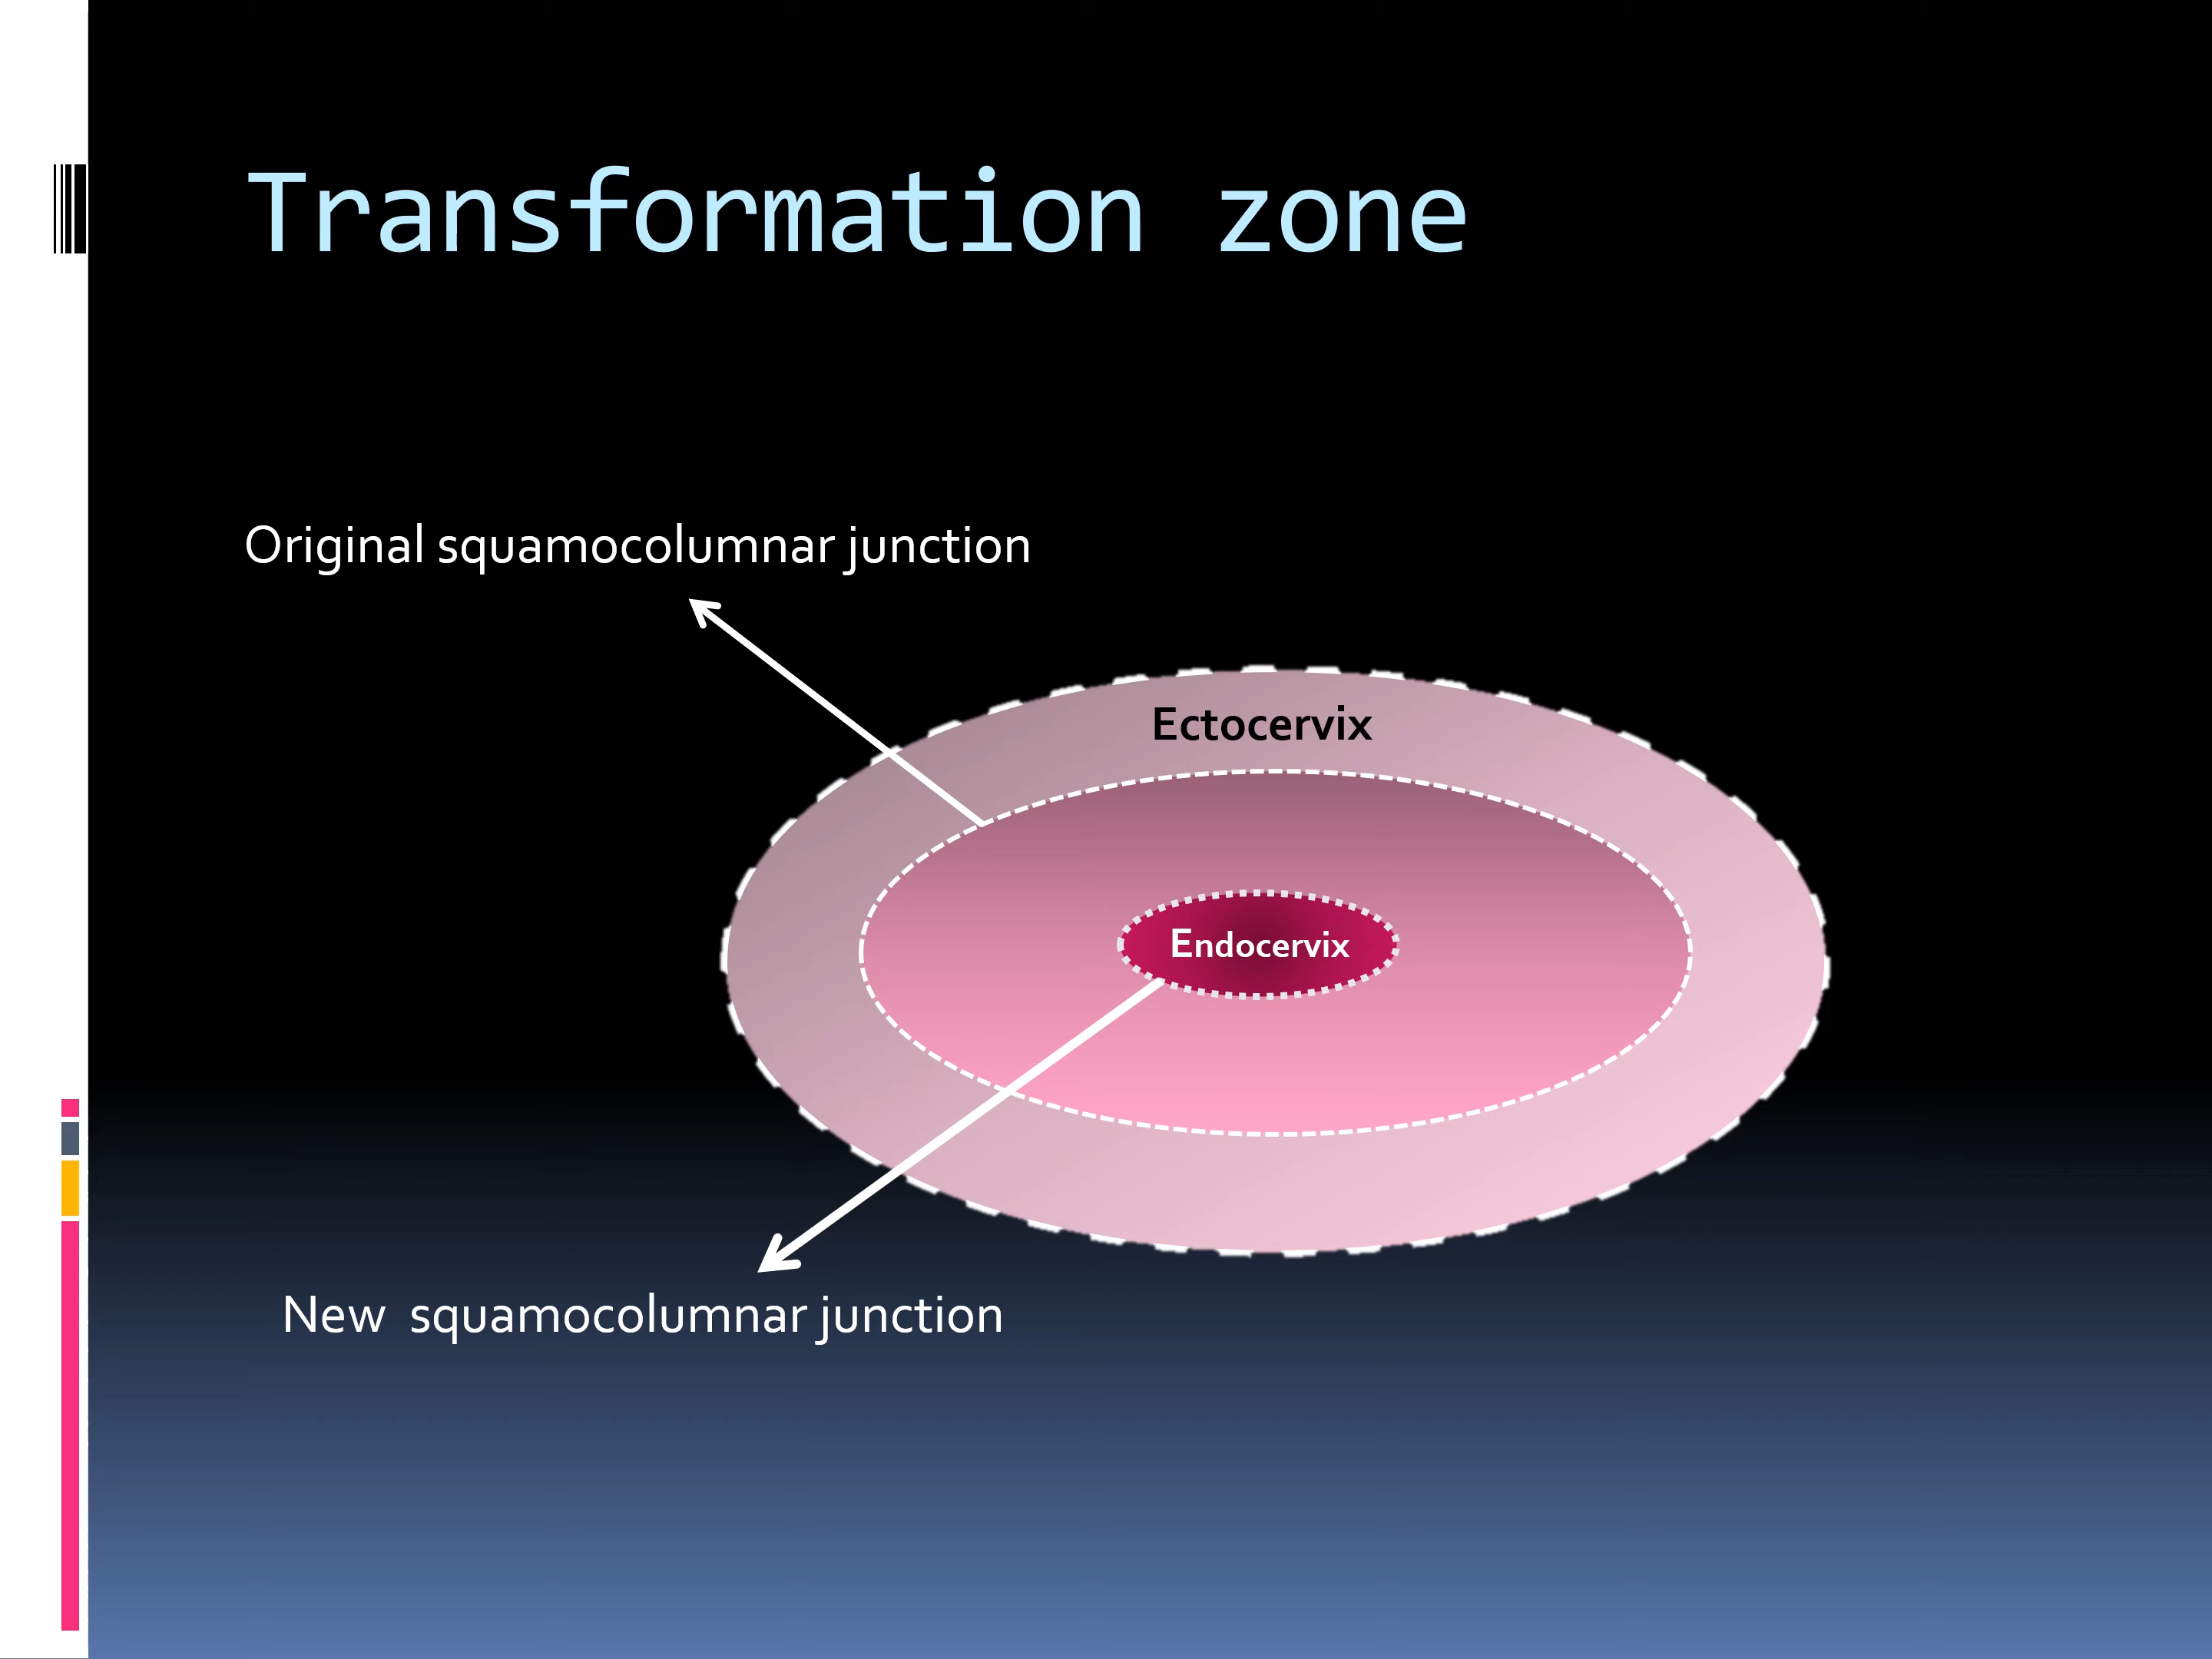 Transformation zone
Original squamocolumnar junction
Ectocervix
Endocervix
New squamocolumnar junction